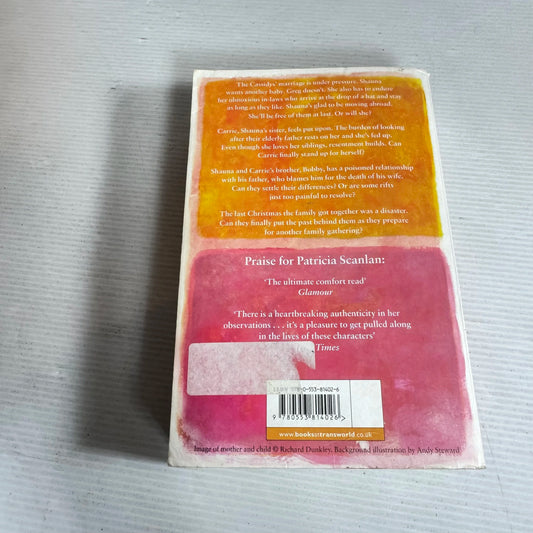 The Cassidys' marriage is under pressure. Shauna
wants another baby. Greg doesn't. She also has to endure
her obnoxious in-laws who arrive at the drop of a hat and stay
as long as they like. Shauna's glad to be moving abroad.
She'll be free of them at last. Or will she?
Carrie, Shauna's sister, feels put upon. The burden of looking
after their elderly father rests on her and she's fed up.
Even though she loves her siblings, resentment builds. Can
Carrie finally stand up for herself?
Shauna and Carrie's brother, Bobby, has a poisoned relationship
with his father, who blames him for the death of his wife.
Can they settle their differences? Or are some rifts
just too painful to resolve?
The last Christmas the family got together was a disaster.
Can they finally put the past behind them as they prepare
for another family gathering?
Praise for Patricia Scanlan:
'The ultimate comfort read'
Glamour
'There is a heartbreaking authenticity in her
observations . . . it's a pleasure to get pulled along
in the lives of these characters'
Times
ISBN 978-0-553-81402-6
9 780553 814026 >
www.booksattransworld.co.uk
Image of mother and child © Richard Dunkley. Background illustration by Andy Steward